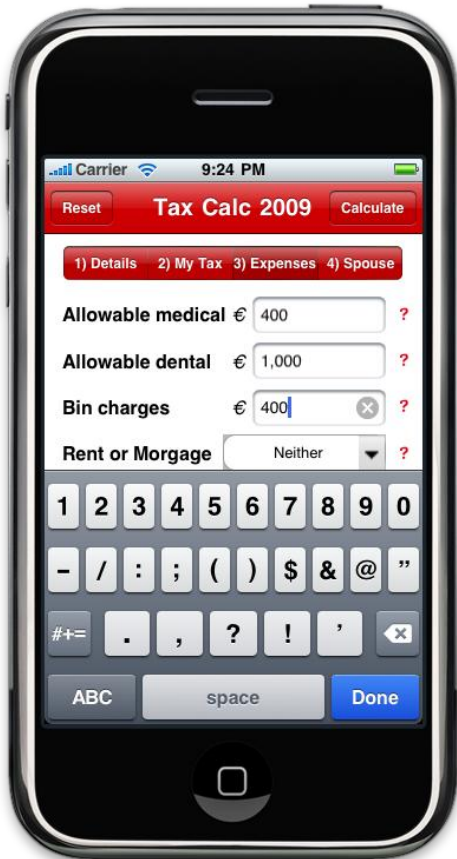 Carrier 9:24 PM
Reset Tax Calc 2009 Calculate
1) Details 2) My Tax 3) Expenses 4) Spouse
Allowable medical € 400 ?
Allowable dental € 1,000 ?
Bin charges € 400 ?
Rent or Morgage Neither ?
1 2 3 4 5 6 7 8 9 0
- / : ; ( ) $ & @ "
#+= . , ? ! ' 
ABC space Done